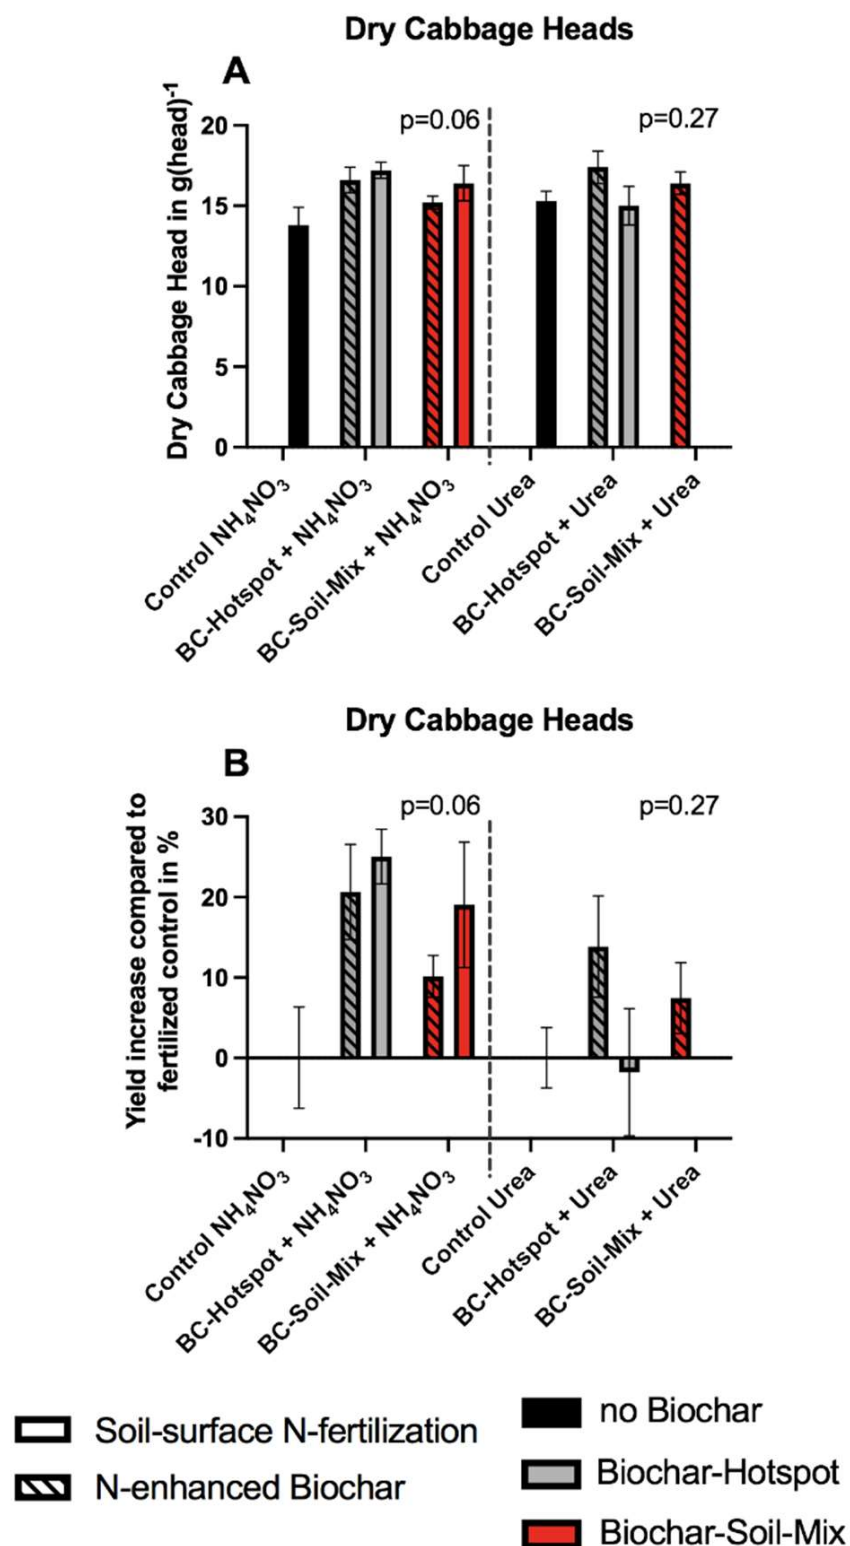 Dry Cabbage Heads
A
Dry Cabbage Head in g(head)⁻¹
p=0.06
p=0.27
20
15
10
5
0
Control NH₄NO₃
BC-Hotspot + NH₄NO₃
BC-Soil-Mix + NH₄NO₃
Control Urea
BC-Hotspot + Urea
BC-Soil-Mix + Urea
Dry Cabbage Heads
B
Yield increase compared to
fertilized control in %
p=0.06
p=0.27
30
20
10
0
-10
Control NH₄NO₃
BC-Hotspot + NH₄NO₃
BC-Soil-Mix + NH₄NO₃
Control Urea
BC-Hotspot + Urea
BC-Soil-Mix + Urea
Soil-surface N-fertilization
N-enhanced Biochar
no Biochar
Biochar-Hotspot
Biochar-Soil-Mix